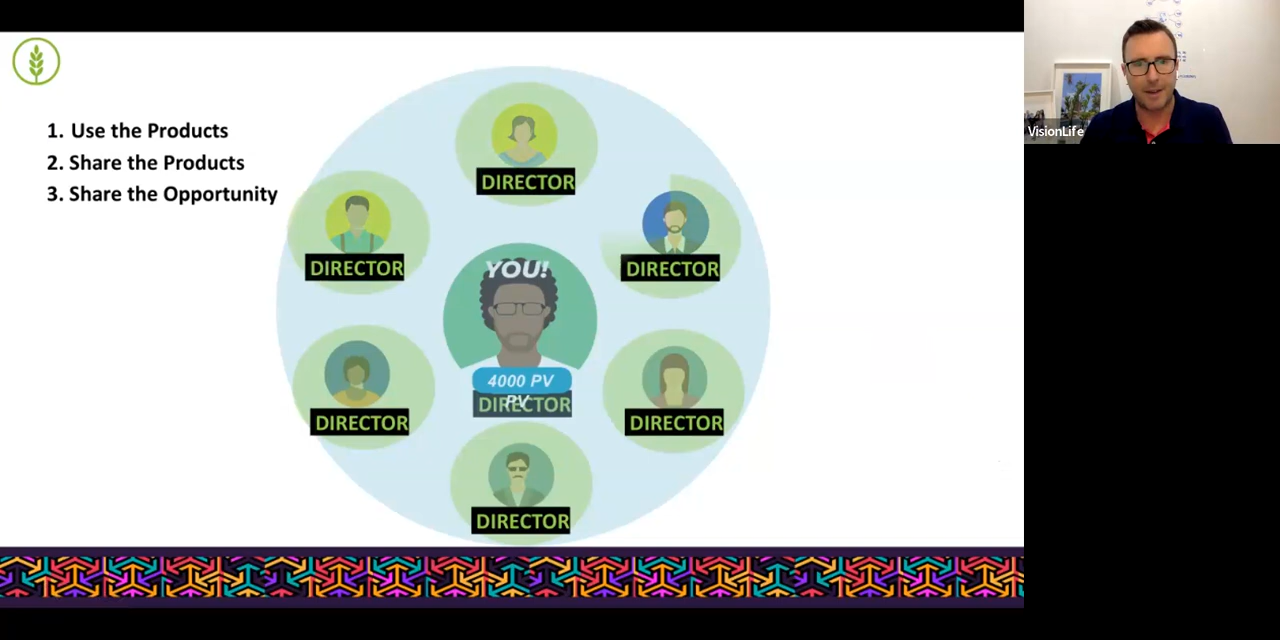 1. Use the Products
2. Share the Products
3. Share the Opportunity
DIRECTOR
DIRECTOR
DIRECTOR
YOU!
4000 PV
PV
DIRECTOR
DIRECTOR
DIRECTOR
DIRECTOR
VisionLife